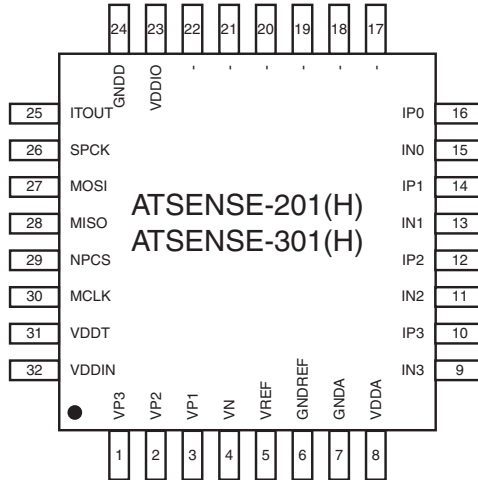 24 23 22 21 20 19 18 17
GNDD VDDIO - - - - - -
25 ITOUT IP0 16
26 SPCK IN0 15
27 MOSI IP1 14
28 MISO IN1 13
29 NPCS IP2 12
30 MCLK IN2 11
31 VDDT IP3 10
32 VDDIN IN3 9
ATSENSE-201(H)
ATSENSE-301(H)
VP3 VP2 VP1 VN VREF GNDREF GNDA VDDA
1 2 3 4 5 6 7 8